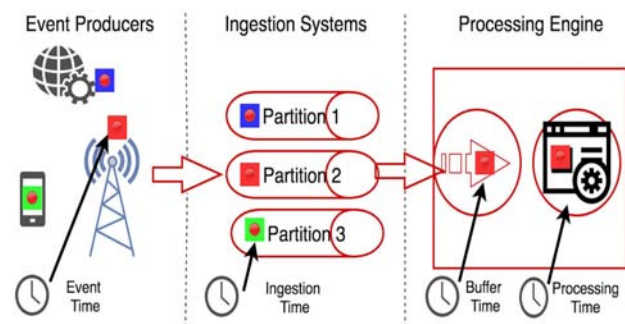 Event Producers
Ingestion Systems
Processing Engine
Partition 1
Partition 2
Partition 3
Event
Time
Ingestion
Time
Buffer
Time
Processing
Time